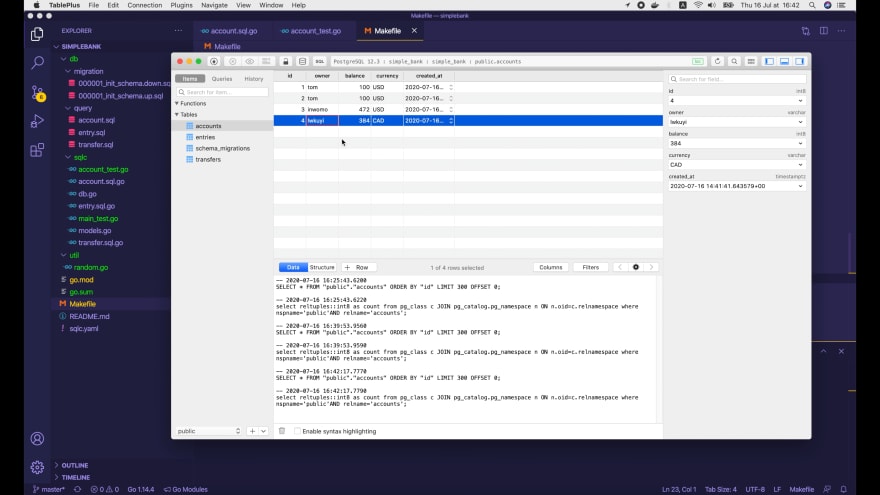 TablePlus File Edit Connection Plugins Navigate View Window Help
Thu 16 Jul at 16:42
Makefile — simplebank
EXPLORER
account.sql.go
account_test.go
Makefile
Makefile
SIMPLEBANK
db
migration
000001_init_schema.down.sq
000001_init_schema.up.sql
query
account.sql
entry.sql
transfer.sql
sqlc
account_test.go
account.sql.go
db.go
entry.sql.go
main_test.go
models.go
transfer.sql.go
util
random.go
go.mod
go.sum
Makefile
README.md
sqlc.yaml
OUTLINE
TIMELINE
PostgreSQL 12.3 : simple_bank : simple_bank : public.accounts
SQL
Items Queries History
Search for item...
Functions
Tables
accounts
entries
schema_migrations
transfers
public
id owner balance currency created_at
1 tom 100 USD 2020-07-16...
2 tom 100 USD 2020-07-16...
3 inwomo 472 USD 2020-07-16...
4 lwkuyi 384 CAD 2020-07-16...
Data Structure + Row 1 of 4 rows selected Columns Filters
-- 2020-07-16 16:25:43.6200
SELECT * FROM "public"."accounts" ORDER BY "id" LIMIT 300 OFFSET 0;
-- 2020-07-16 16:25:43.6220
select reltuples::int8 as count from pg_catalog.pg_class c JOIN pg_catalog.pg_namespace n ON n.oid=c.relnamespace where
nspname='public'AND relname='accounts';
-- 2020-07-16 16:39:53.9560
SELECT * FROM "public"."accounts" ORDER BY "id" LIMIT 300 OFFSET 0;
-- 2020-07-16 16:39:53.9590
select reltuples::int8 as count from pg_class c JOIN pg_catalog.pg_namespace n ON n.oid=c.relnamespace where
nspname='public'AND relname='accounts';
-- 2020-07-16 16:42:17.7770
SELECT * FROM "public"."accounts" ORDER BY "id" LIMIT 300 OFFSET 0;
-- 2020-07-16 16:42:17.7790
select reltuples::int8 as count from pg_class c JOIN pg_catalog.pg_namespace n ON n.oid=c.relnamespace where
nspname='public'AND relname='accounts';
Enable syntax highlighting
Search for field...
id int8
4
owner varchar
lwkuyi
balance int8
384
currency varchar
CAD
created_at timestamptz
2020-07-16 14:41:41.643579+00
master* 0 0 Go 1.14.4 Go Modules
Ln 23, Col 1 Tab Size: 4 UTF-8 LF Makefile